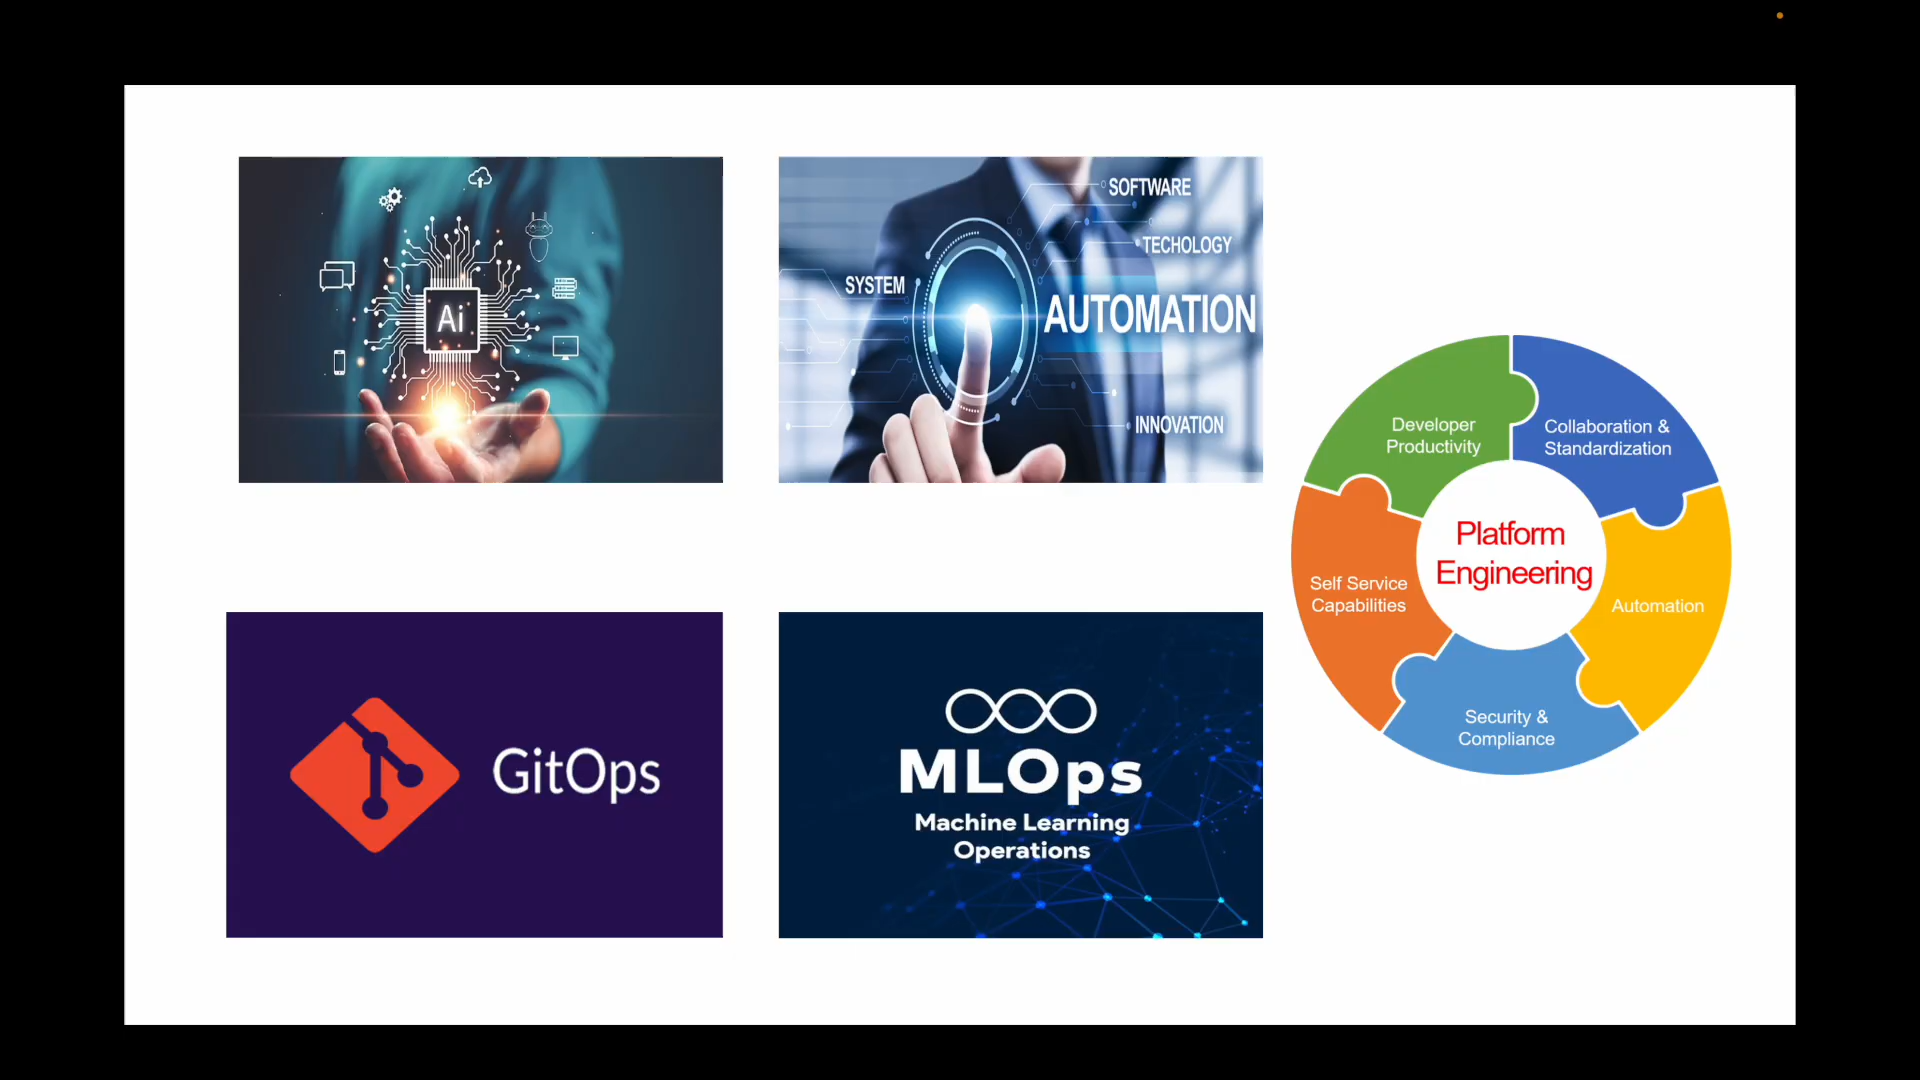 Ai
SOFTWARE
TECHOLOGY
SYSTEM
AUTOMATION
INNOVATION
GitOps
MLOps
Machine Learning
Operations
Developer
Productivity
Collaboration &
Standardization
Platform
Engineering
Self Service
Capabilities
Automation
Security &
Compliance